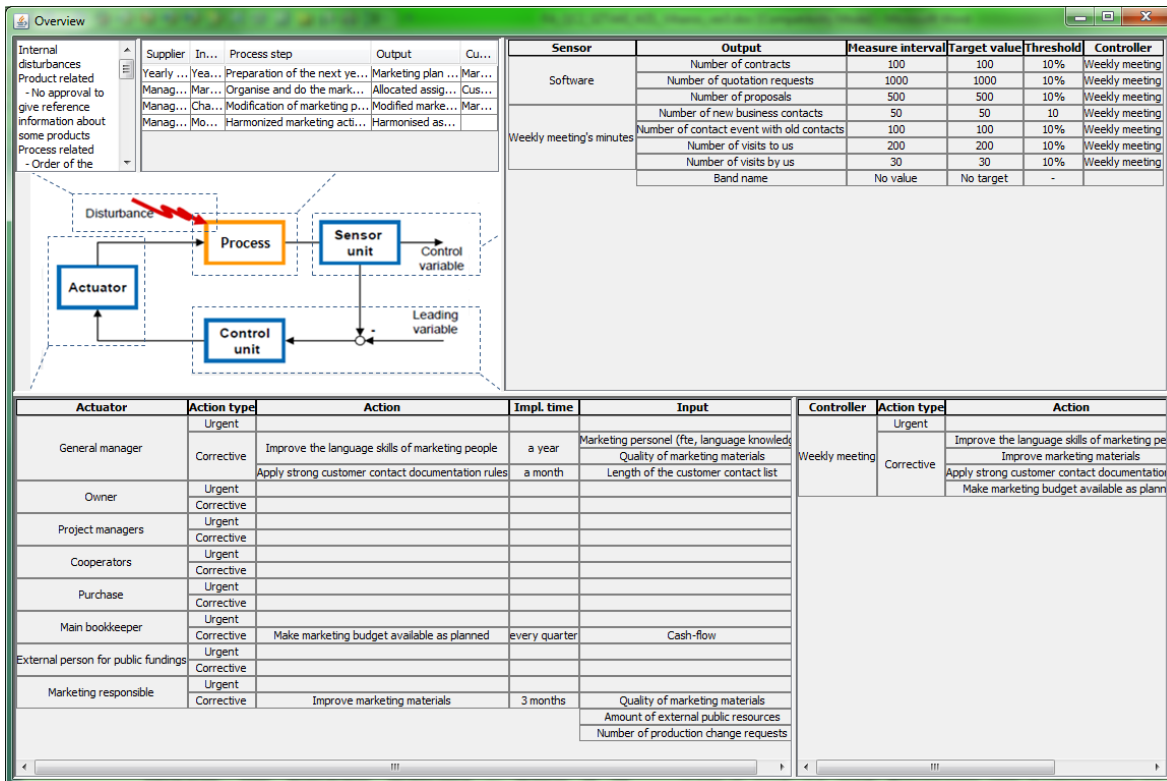 Overview
Internal
disturbances
Product related
- No approval to
give reference
information about
some products
Process related
- Order of the
Supplier In... Process step Output Cu...
Yearly ... Yea... Preparation of the next ye... Marketing plan ... Mar...
Manag... Mar... Organise and do the mark... Allocated assig... Cus...
Manag... Cha... Modification of marketing p... Modified marke... Mar...
Manag... Mo... Harmonized marketing acti... Harmonised as...
Sensor Output Measure interval Target value Threshold Controller
Software
Number of contracts 100 100 10% Weekly meeting
Number of quotation requests 1000 1000 10% Weekly meeting
Number of proposals 500 500 10% Weekly meeting
Weekly meeting's minutes
Number of new business contacts 50 50 10 Weekly meeting
Number of contact event with old contacts 100 100 10% Weekly meeting
Number of visits to us 200 200 10% Weekly meeting
Number of visits by us 30 30 10% Weekly meeting
Band name No value No target -
Disturbance
Process
Sensor
unit
Control
variable
Actuator
Leading
variable
-
Control
unit
Actuator Action type Action Impl. time Input
General manager
Urgent
Corrective
Improve the language skills of marketing people a year
Marketing personel (fte, language knowledg
Quality of marketing materials
Apply strong customer contact documentation rules a month Length of the customer contact list
Owner
Urgent
Corrective
Project managers
Urgent
Corrective
Cooperators
Urgent
Corrective
Purchase
Urgent
Corrective
Main bookkeeper
Urgent
Corrective Make marketing budget available as planned every quarter Cash-flow
External person for public fundings
Urgent
Corrective
Marketing responsible
Urgent
Corrective Improve marketing materials 3 months Quality of marketing materials
Amount of external public resources
Number of production change requests
Controller Action type Action
Weekly meeting
Urgent
Corrective
Improve the language skills of marketing pe
Improve marketing materials
Apply strong customer contact documentation
Make marketing budget available as plann